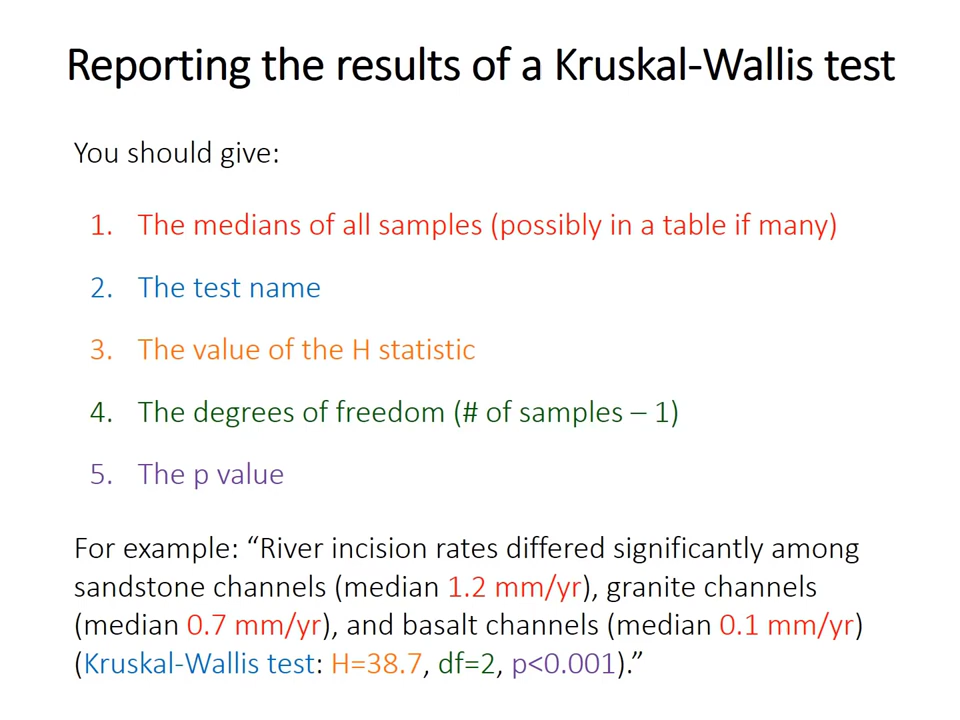 Reporting the results of a Kruskal-Wallis test
You should give:
1. The medians of all samples (possibly in a table if many)
2. The test name
3. The value of the H statistic
4. The degrees of freedom (# of samples – 1)
5. The p value
For example: “River incision rates differed significantly among
sandstone channels (median 1.2 mm/yr), granite channels
(median 0.7 mm/yr), and basalt channels (median 0.1 mm/yr)
(Kruskal-Wallis test: H=38.7, df=2, p<0.001).”